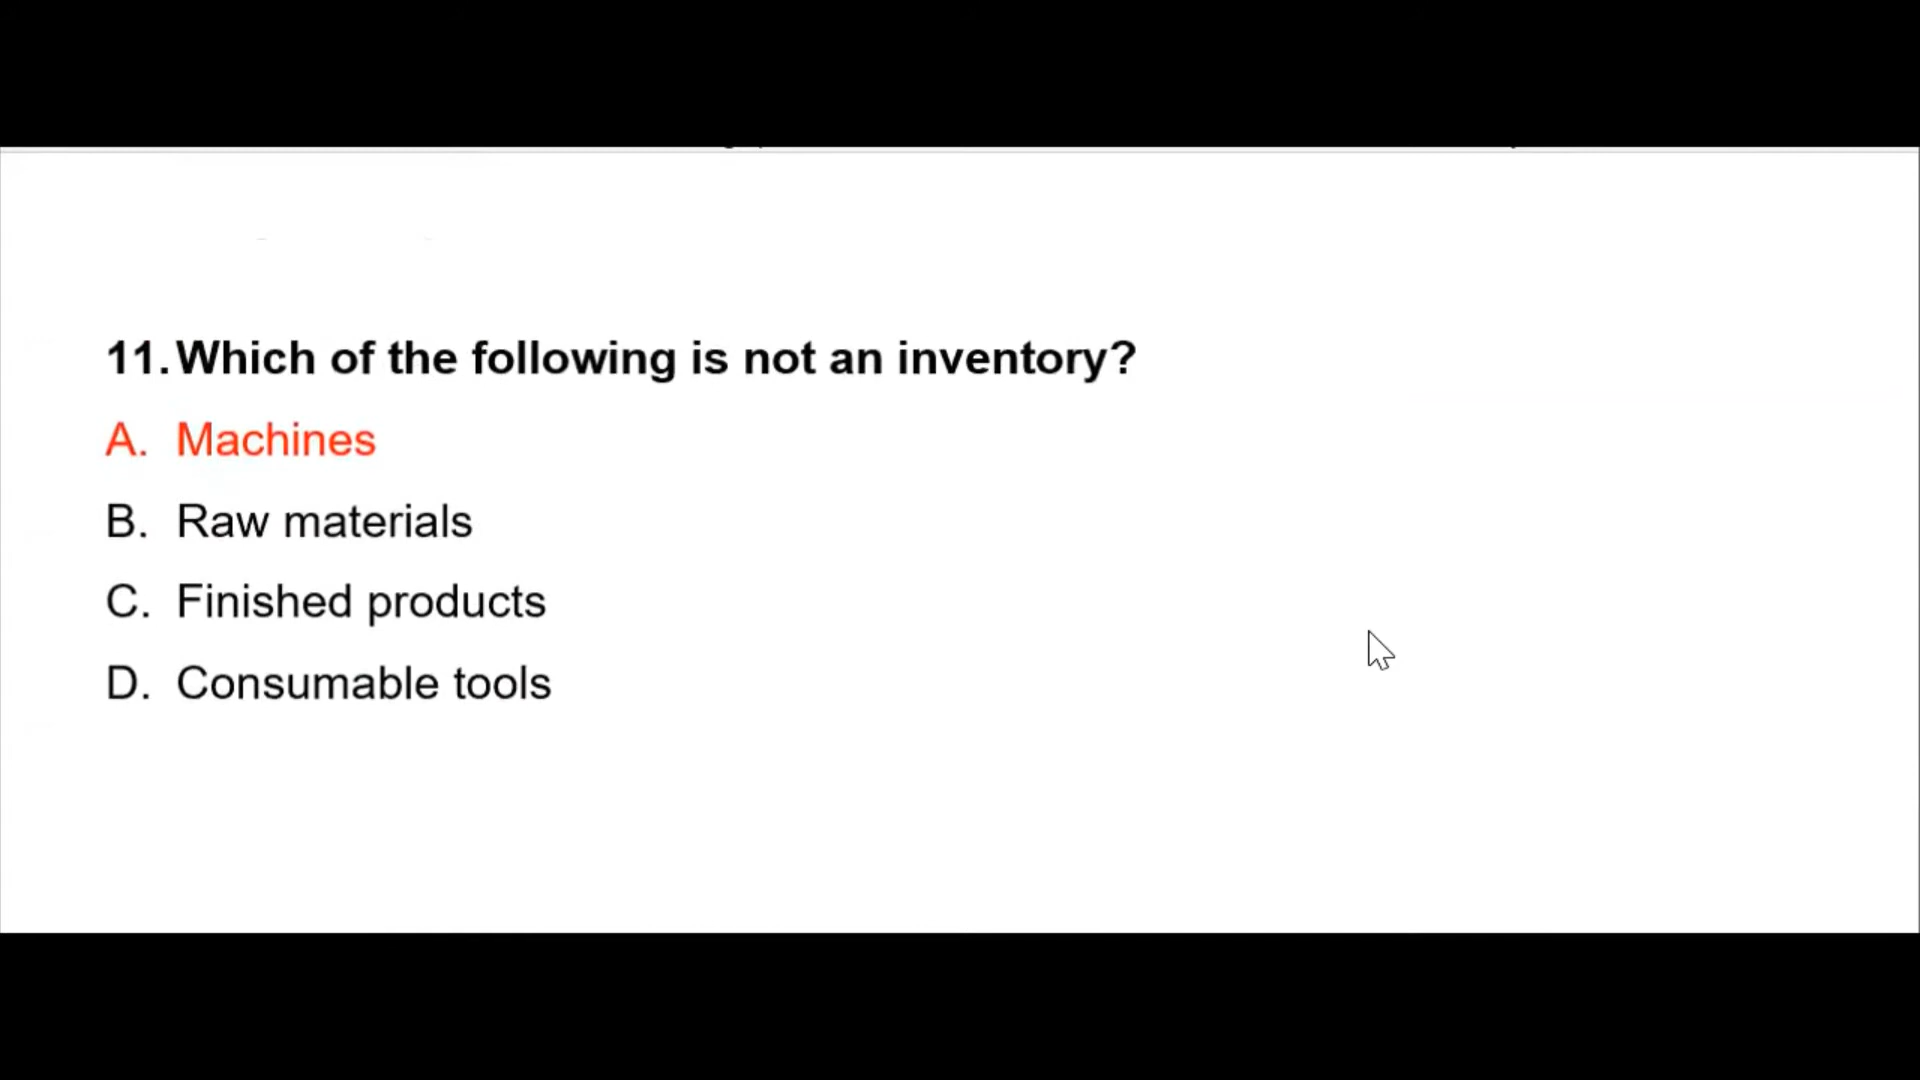 11. Which of the following is not an inventory?
A. Machines
B. Raw materials
C. Finished products
D. Consumable tools